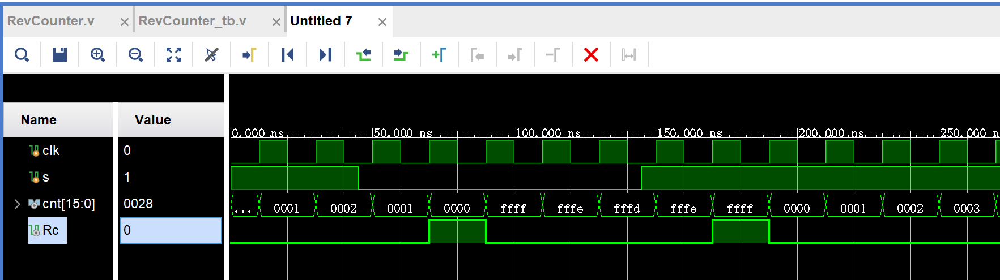 RevCounter.v × RevCounter_tb.v × Untitled 7 ×
Name Value
0.000 ns 50.000 ns 100.000 ns 150.000 ns 200.000 ns 250.000 n
clk 0
s 1
cnt[15:0] 0028 ... 0001 0002 0001 0000 ffff fffe fffd fffe ffff 0000 0001 0002 0003
Rc 0